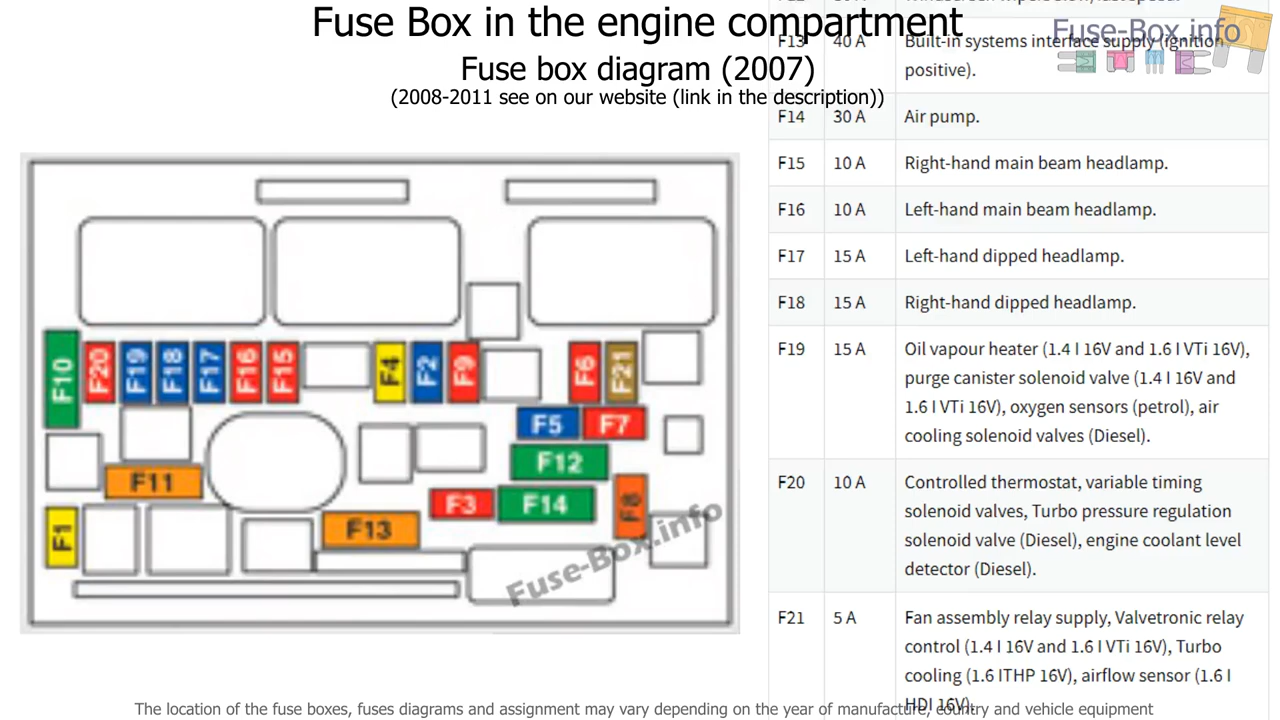 Fuse Box in the engine compartment
Fuse box diagram (2007)
(2008-2011 see on our website (link in the description))
Fuse-Box.info
F13 40 A Built-in systems interface supply (ignition
positive).
F14 30 A Air pump.
F15 10 A Right-hand main beam headlamp.
F16 10 A Left-hand main beam headlamp.
F17 15 A Left-hand dipped headlamp.
F18 15 A Right-hand dipped headlamp.
F19 15 A Oil vapour heater (1.4 l 16V and 1.6 l VTi 16V),
purge canister solenoid valve (1.4 l 16V and
1.6 l VTi 16V), oxygen sensors (petrol), air
cooling solenoid valves (Diesel).
F20 10 A Controlled thermostat, variable timing
solenoid valves, Turbo pressure regulation
solenoid valve (Diesel), engine coolant level
detector (Diesel).
F21 5 A Fan assembly relay supply, Valvetronic relay
control (1.4 l 16V and 1.6 l VTi 16V), Turbo
cooling (1.6 lTHP 16V), airflow sensor (1.6 l
HDI 16V).
F10 F20 F19 F18 F17 F16 F15 F4 F2 F9 F6 F21
F5 F7
F12
F11
F3 F14 F8
F1 F13
Fuse-Box.info
The location of the fuse boxes, fuses diagrams and assignment may vary depending on the year of manufacture, country and vehicle equipment